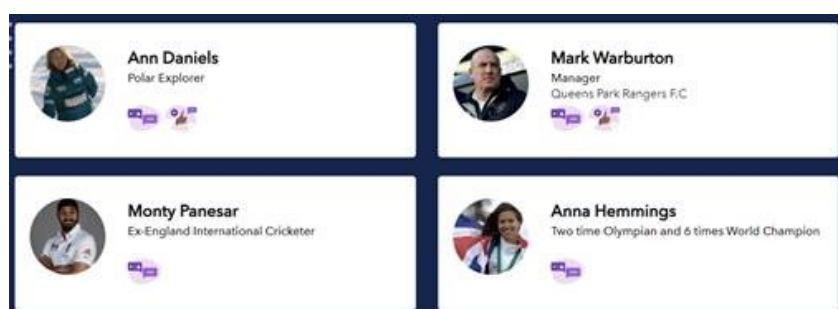 Ann Daniels
Polar Explorer
Mark Warburton
Manager
Queens Park Rangers F.C
Monty Panesar
Ex-England International Cricketer
Anna Hemmings
Two time Olympian and 6 times World Champion